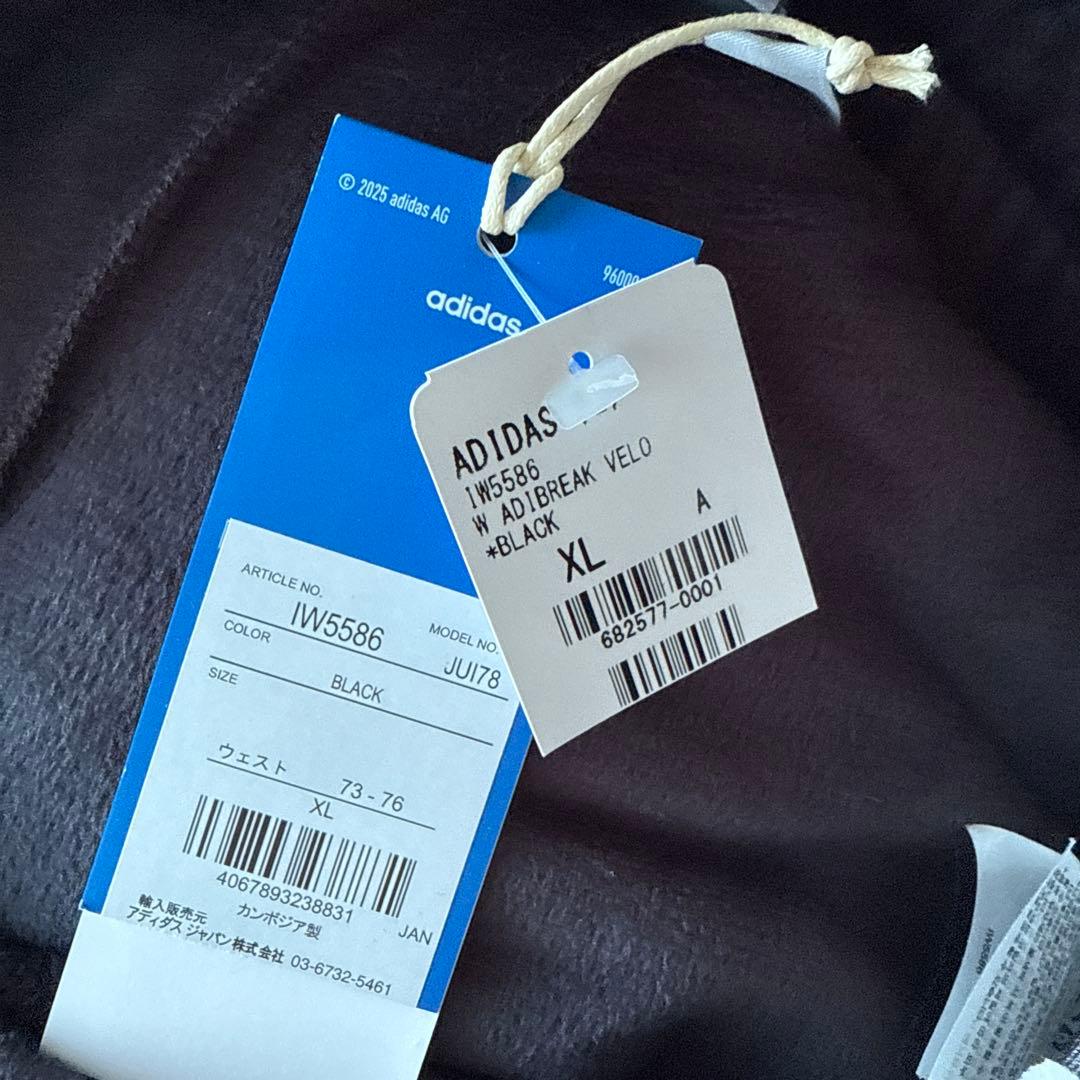 © 2025 adidas AG
adidas
ADIDAS
IW5586
W ADIBREAK VELO
*BLACK
A
XL
682577-0001
ARTICLE NO.
IW5586
MODEL NO.
JUI78
COLOR
BLACK
SIZE
ウェスト 73 - 76
XL
4067893238831
カンボジア製
JAN
輸入販売元
アディダス ジャパン株式会社 03-6732-5461